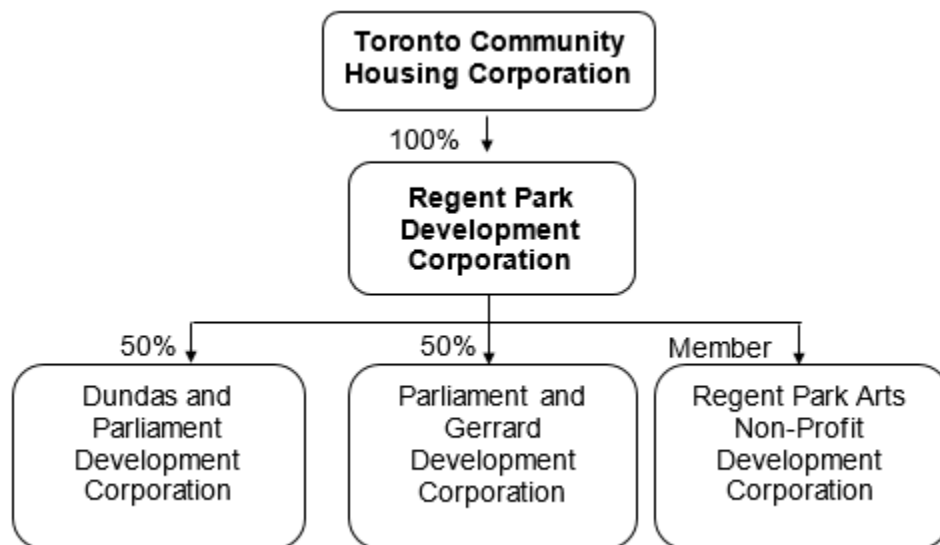 Toronto Community
Housing Corporation
100%
Regent Park
Development
Corporation
50%
50%
Member
Dundas and
Parliament
Development
Corporation
Parliament and
Gerrard
Development
Corporation
Regent Park Arts
Non-Profit
Development
Corporation